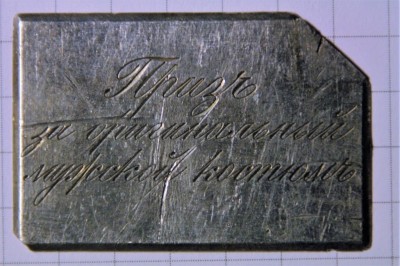 Призъ
за оригинальный
мужской костюмъ